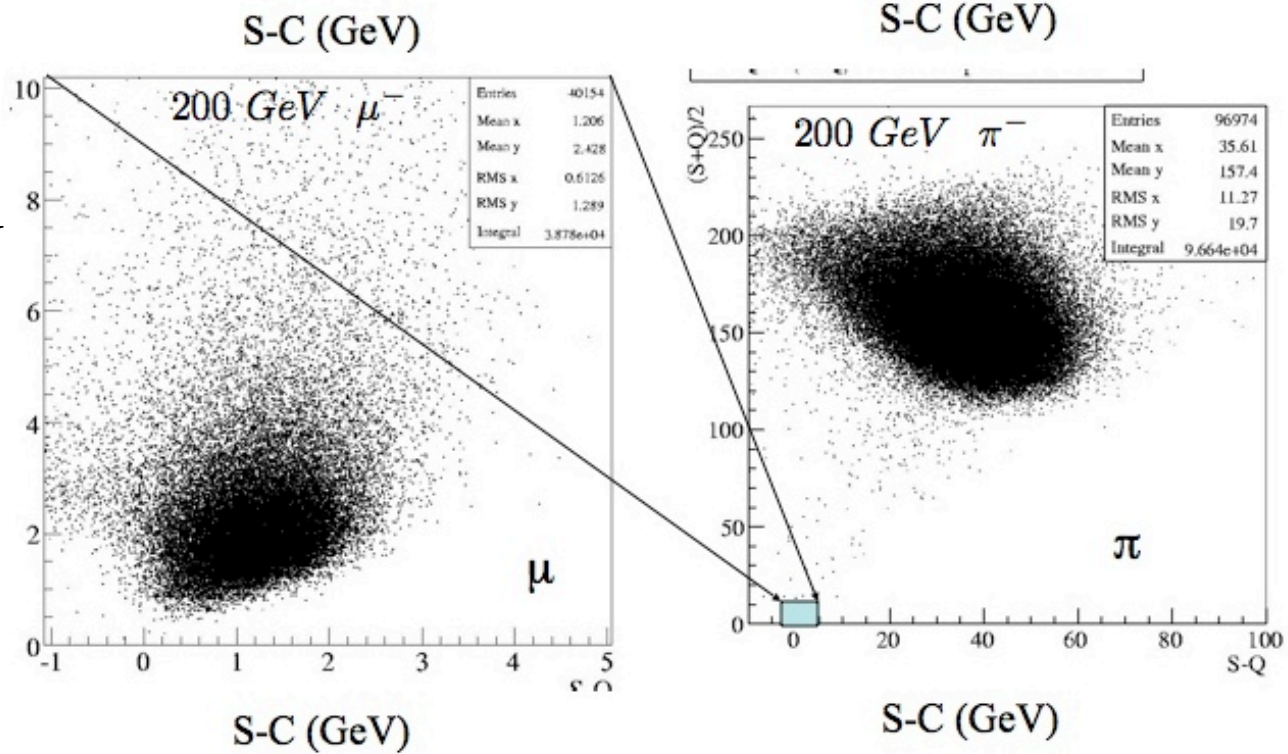 S-C (GeV)
S-C (GeV)
200 GeV μ⁻
Entries 40154
Mean x 1.206
Mean y 2.428
RMS x 0.6126
RMS y 1.289
Integral 3.878e+04
10
8
6
4
2
0
-1 0 1 2 3 4 5
μ
S-C (GeV)
(S+Q)/2
200 GeV π⁻
Entries 96974
Mean x 35.61
Mean y 157.4
RMS x 11.27
RMS y 19.7
Integral 9.664e+04
250
200
150
100
50
0
0 20 40 60 80 100
S-Q
π
S-C (GeV)